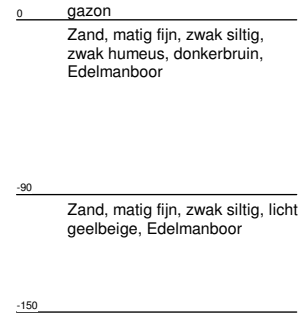 0 gazon
Zand, matig fijn, zwak siltig,
zwak humeus, donkerbruin,
Edelmanboor
-90
Zand, matig fijn, zwak siltig, licht
geelbeige, Edelmanboor
-150